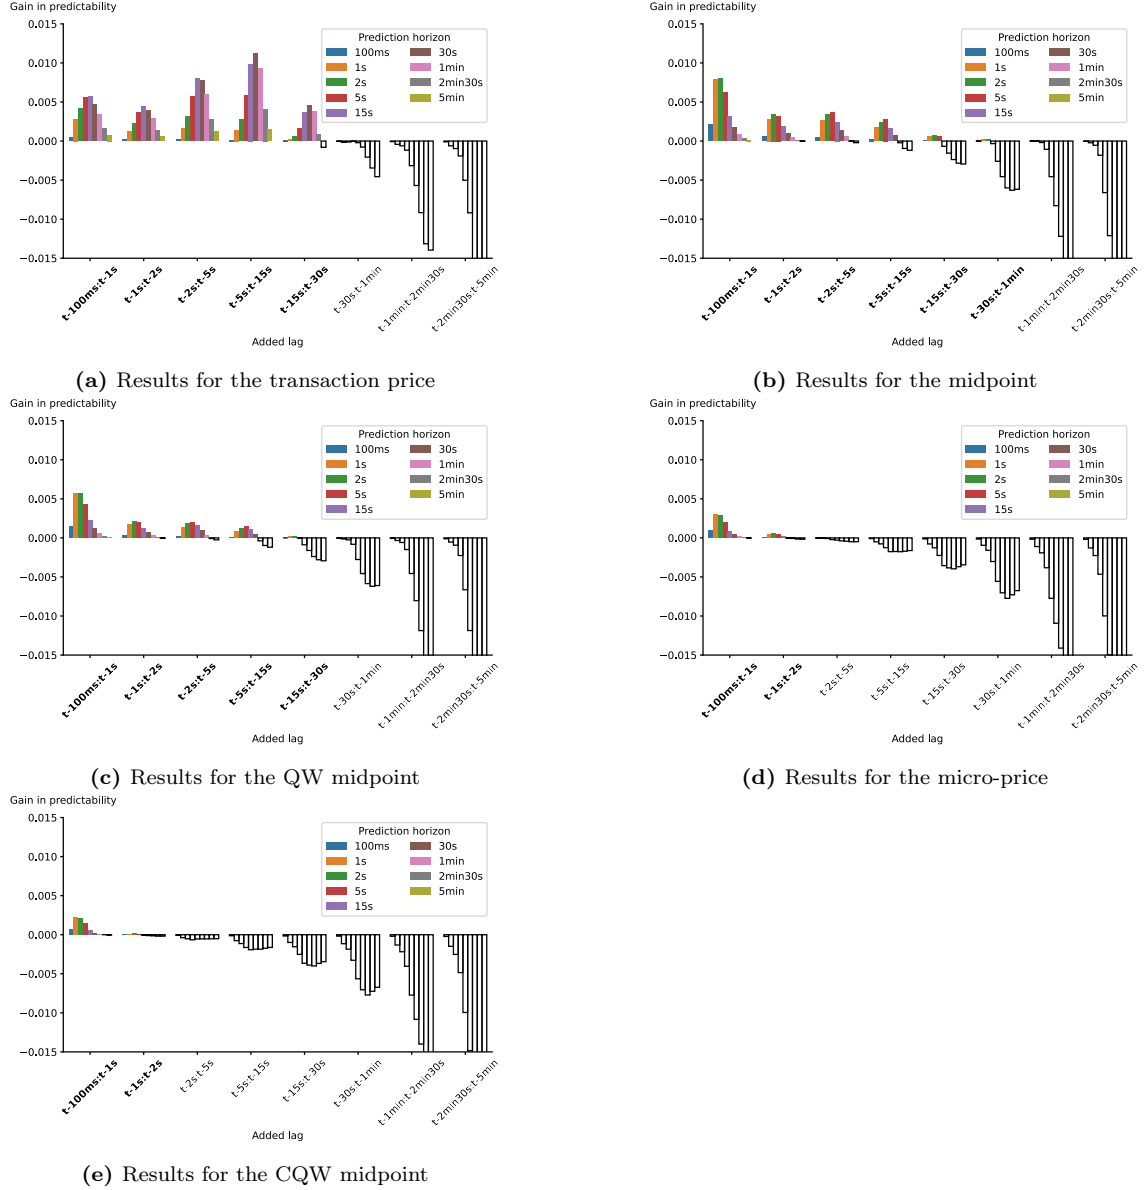 Gain in predictability
0.015
0.010
0.005
0.000
−0.005
−0.010
−0.015
Prediction horizon
100ms
1s
2s
5s
15s
30s
1min
2min30s
5min
t-100ms:t-1s
t-1s:t-2s
t-2s:t-5s
t-5s:t-15s
t-15s:t-30s
t-30s:t-1min
t-1min:t-2min30s
t-2min30s:t-5min
Added lag
(a) Results for the transaction price
Gain in predictability
0.015
0.010
0.005
0.000
−0.005
−0.010
−0.015
Prediction horizon
100ms
1s
2s
5s
15s
30s
1min
2min30s
5min
t-100ms:t-1s
t-1s:t-2s
t-2s:t-5s
t-5s:t-15s
t-15s:t-30s
t-30s:t-1min
t-1min:t-2min30s
t-2min30s:t-5min
Added lag
(b) Results for the midpoint
Gain in predictability
0.015
0.010
0.005
0.000
−0.005
−0.010
−0.015
Prediction horizon
100ms
1s
2s
5s
15s
30s
1min
2min30s
5min
t-100ms:t-1s
t-1s:t-2s
t-2s:t-5s
t-5s:t-15s
t-15s:t-30s
t-30s:t-1min
t-1min:t-2min30s
t-2min30s:t-5min
Added lag
(c) Results for the QW midpoint
Gain in predictability
0.015
0.010
0.005
0.000
−0.005
−0.010
−0.015
Prediction horizon
100ms
1s
2s
5s
15s
30s
1min
2min30s
5min
t-100ms:t-1s
t-1s:t-2s
t-2s:t-5s
t-5s:t-15s
t-15s:t-30s
t-30s:t-1min
t-1min:t-2min30s
t-2min30s:t-5min
Added lag
(d) Results for the micro-price
Gain in predictability
0.015
0.010
0.005
0.000
−0.005
−0.010
−0.015
Prediction horizon
100ms
1s
2s
5s
15s
30s
1min
2min30s
5min
t-100ms:t-1s
t-1s:t-2s
t-2s:t-5s
t-5s:t-15s
t-15s:t-30s
t-30s:t-1min
t-1min:t-2min30s
t-2min30s:t-5min
Added lag
(e) Results for the CQW midpoint